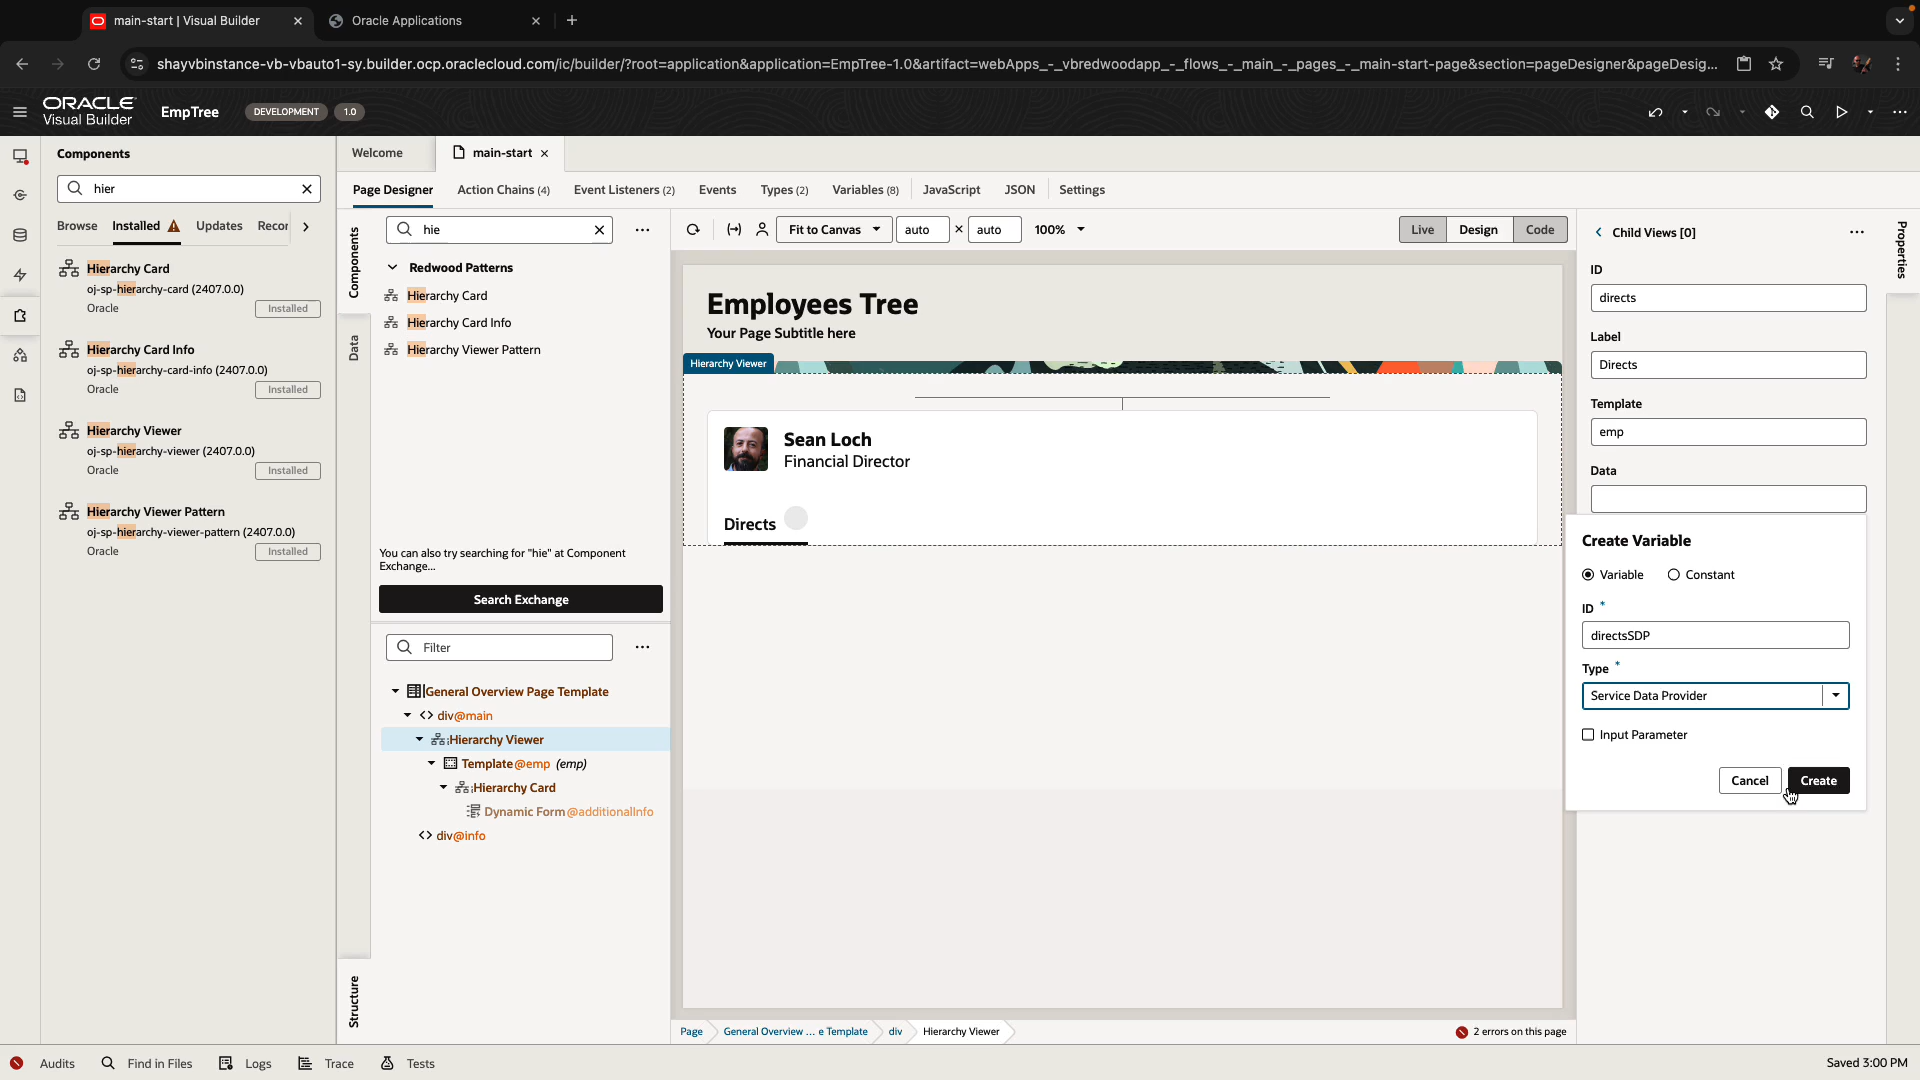 main-start | Visual Builder
Oracle Applications
shayvbinstance-vb-vbauto1-sy.builder.ocp.oraclecloud.com/ic/builder/?root=application&application=EmpTree-1.0&artifact=webApps_-_vbredwoodapp_-_flows_-_main_-_pages_-_main-start-page&section=pageDesigner&pageDesig...
ORACLE
Visual Builder
EmpTree
DEVELOPMENT
1.0
Components
hier
Browse
Installed
Updates
Recor
Hierarchy Card
oj-sp-hierarchy-card (2407.0.0)
Oracle
Installed
Hierarchy Card Info
oj-sp-hierarchy-card-info (2407.0.0)
Oracle
Installed
Hierarchy Viewer
oj-sp-hierarchy-viewer (2407.0.0)
Oracle
Installed
Hierarchy Viewer Pattern
oj-sp-hierarchy-viewer-pattern (2407.0.0)
Oracle
Installed
Welcome
main-start
Page Designer
Action Chains (4)
Event Listeners (2)
Events
Types (2)
Variables (8)
JavaScript
JSON
Settings
Components
Data
Structure
hie
Redwood Patterns
Hierarchy Card
Hierarchy Card Info
Hierarchy Viewer Pattern
You can also try searching for "hie" at Component
Exchange...
Search Exchange
Filter
General Overview Page Template
div@main
Hierarchy Viewer
Template@emp (emp)
Hierarchy Card
Dynamic Form@additionalInfo
div@info
Fit to Canvas
auto
×
auto
100%
Live
Design
Code
Employees Tree
Your Page Subtitle here
Hierarchy Viewer
Sean Loch
Financial Director
Directs
Page
General Overview ... e Template
div
Hierarchy Viewer
2 errors on this page
Child Views [0]
Properties
ID
directs
Label
Directs
Template
emp
Data
Create Variable
Variable
Constant
ID *
directsSDP
Type *
Service Data Provider
Input Parameter
Cancel
Create
Audits
Find in Files
Logs
Trace
Tests
Saved 3:00 PM